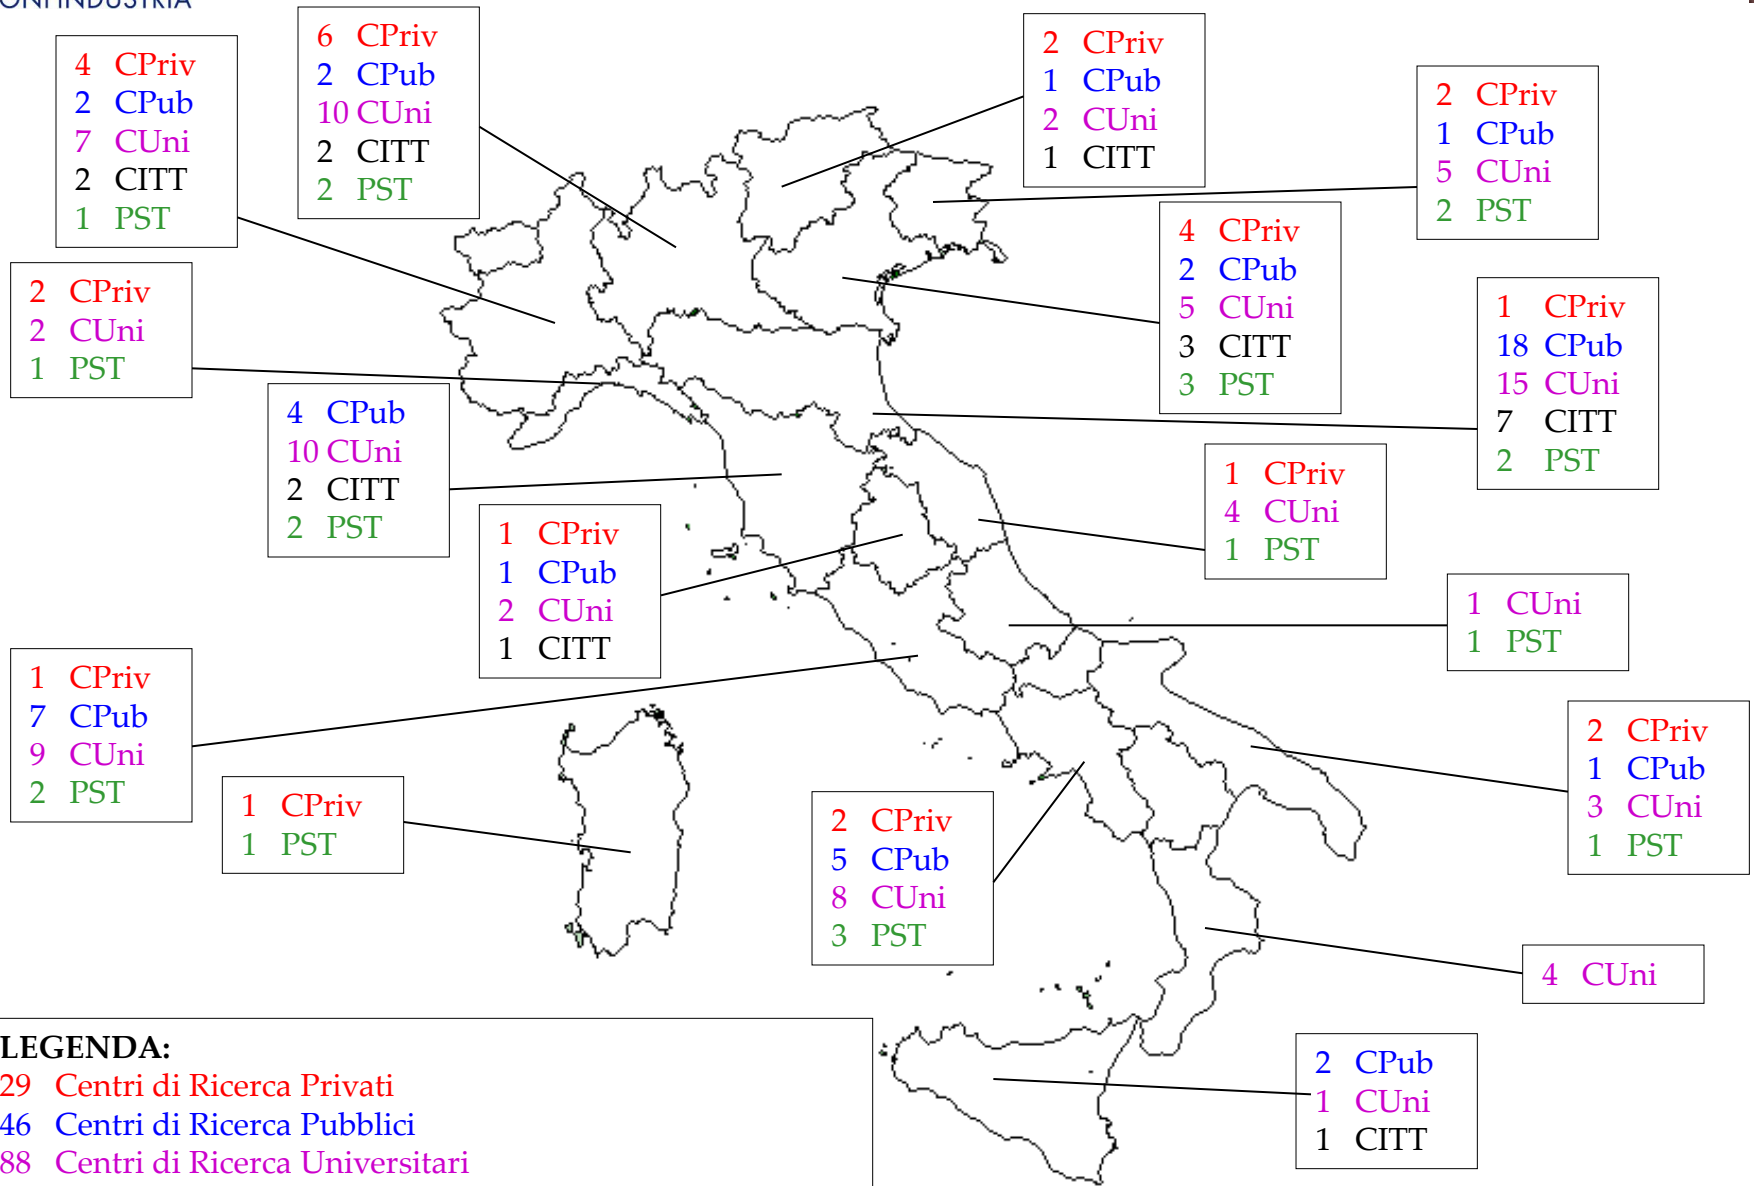 4 CPriv
2 CPub
7 CUni
2 CITT
1 PST
6 CPriv
2 CPub
10 CUni
2 CITT
2 PST
2 CPriv
1 CPub
2 CUni
1 CITT
2 CPriv
1 CPub
5 CUni
2 PST
4 CPriv
2 CPub
5 CUni
3 CITT
3 PST
2 CPriv
2 CUni
1 PST
1 CPriv
18 CPub
15 CUni
7 CITT
2 PST
4 CPub
10 CUni
2 CITT
2 PST
1 CPriv
4 CUni
1 PST
1 CPriv
1 CPub
2 CUni
1 CITT
1 CUni
1 PST
1 CPriv
7 CPub
9 CUni
2 PST
2 CPriv
1 CPub
3 CUni
1 PST
1 CPriv
1 PST
2 CPriv
5 CPub
8 CUni
3 PST
4 CUni
2 CPub
1 CUni
1 CITT
LEGENDA:
29 Centri di Ricerca Privati
46 Centri di Ricerca Pubblici
88 Centri di Ricerca Universitari